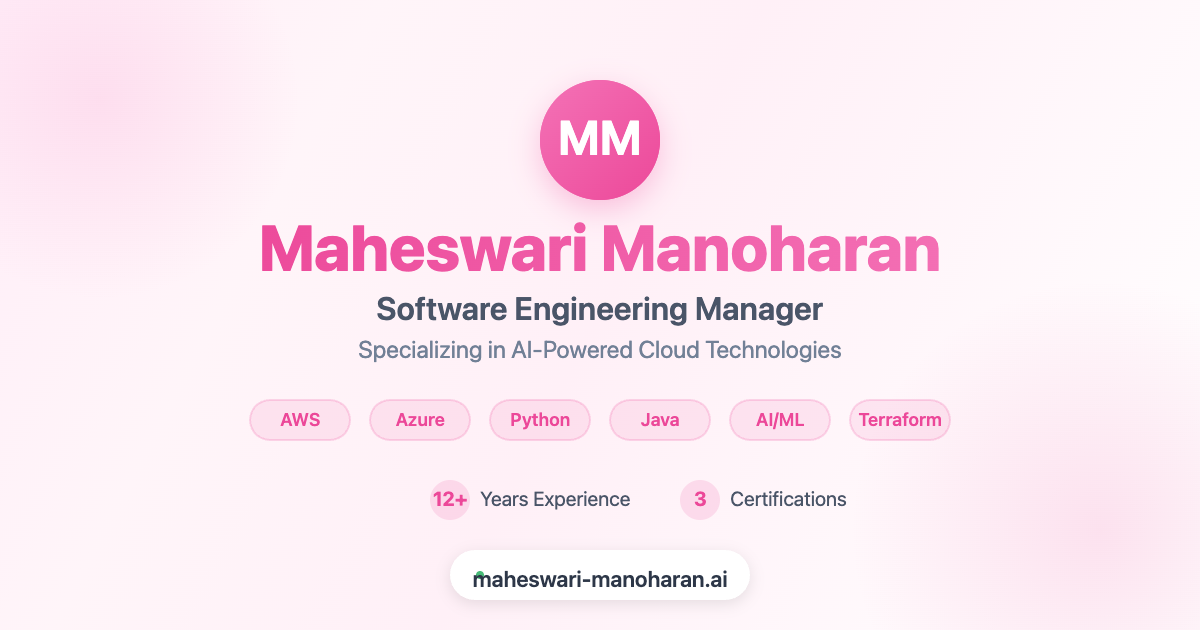 MM
Maheswari Manoharan
Software Engineering Manager
Specializing in AI-Powered Cloud Technologies
AWS Azure Python Java AI/ML Terraform
12+ Years Experience 3 Certifications
maheswari-manoharan.ai